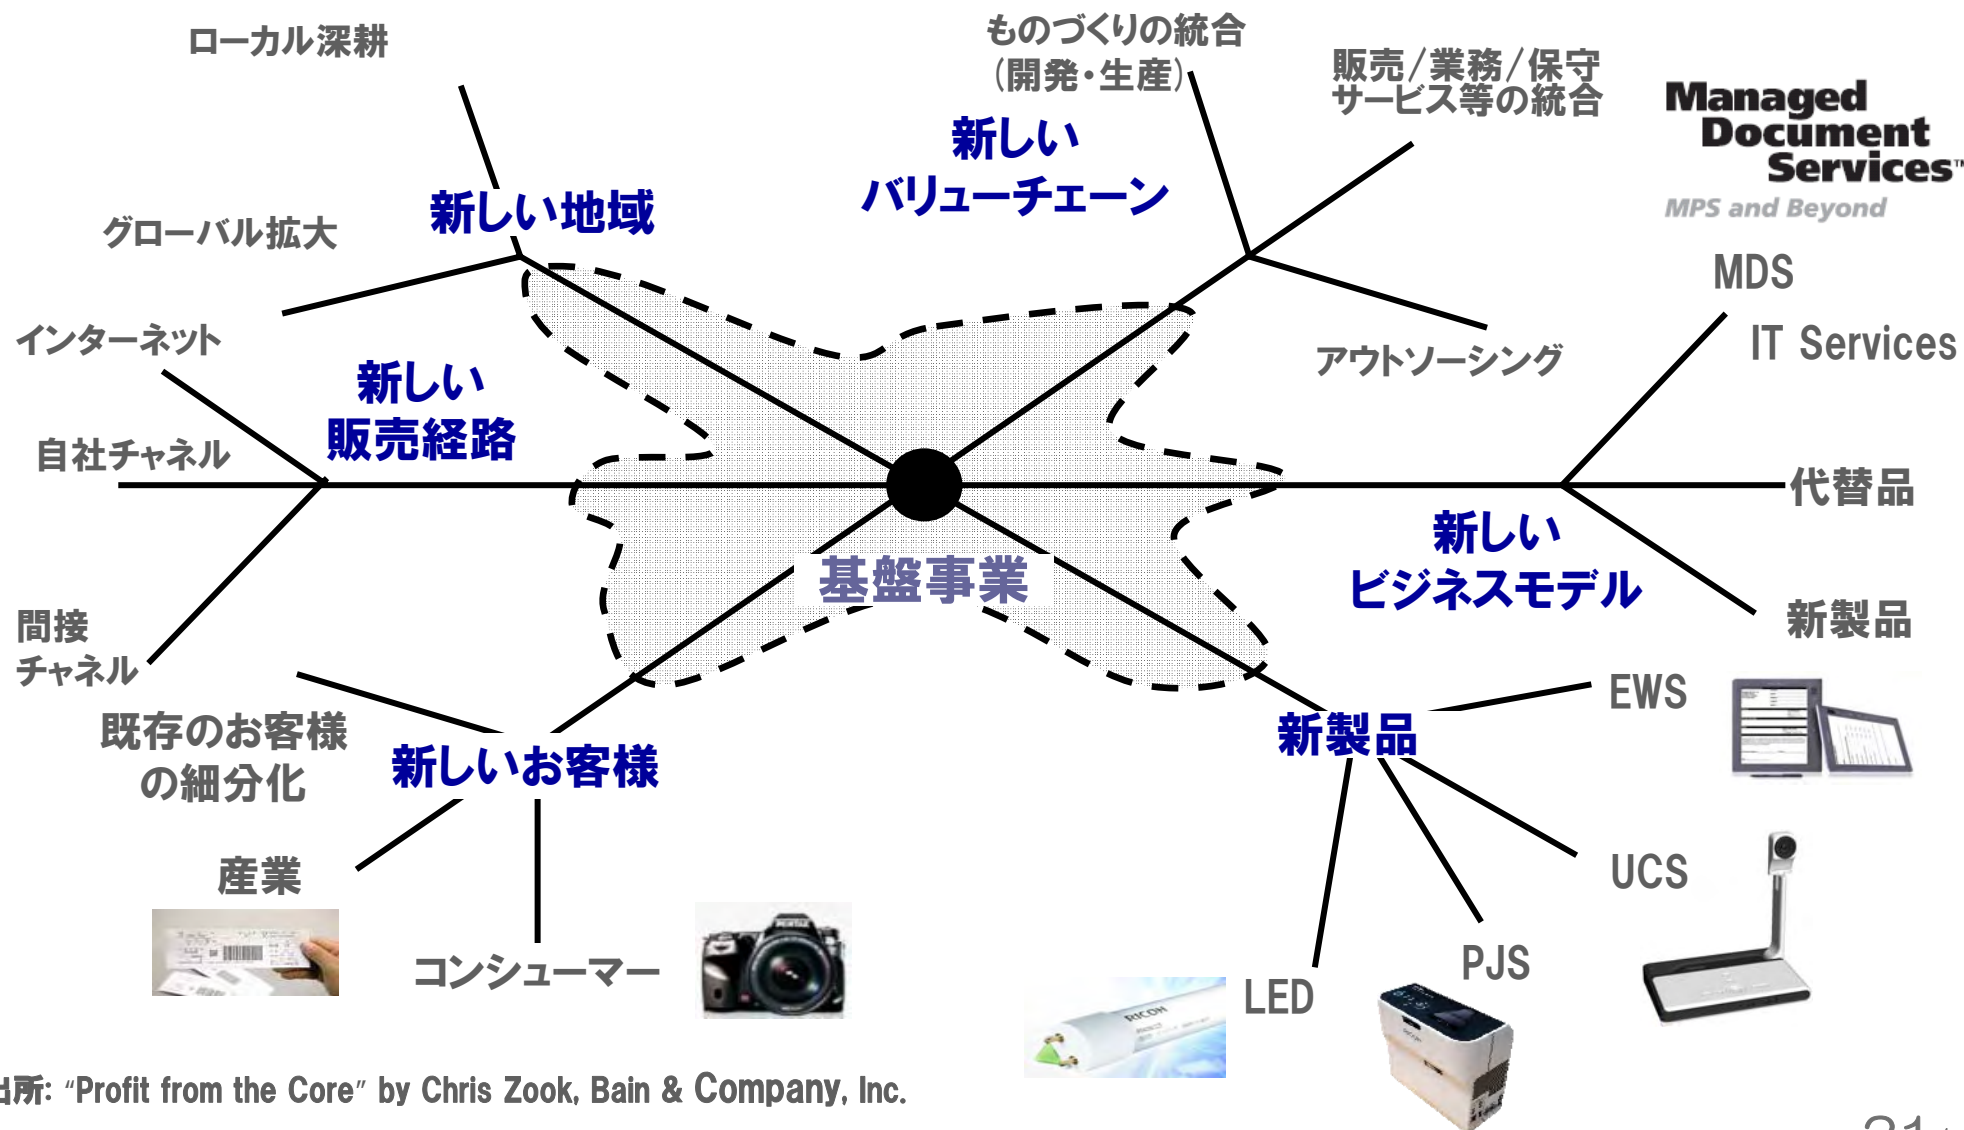 ローカル深耕
ものづくりの統合
(開発・生産)
販売/業務/保守
サービス等の統合
Managed
Document
Services™
MPS and Beyond
新しい
バリューチェーン
新しい地域
グローバル拡大
MDS
IT Services
インターネット
アウトソーシング
新しい
販売経路
自社チャネル
代替品
新しい
ビジネスモデル
基盤事業
新製品
間接
チャネル
EWS
既存のお客様
の細分化
新しいお客様
新製品
産業
UCS
コンシューマー
PJS
LED
PENTAX
RICOH
出所: “Profit from the Core” by Chris Zook, Bain & Company, Inc.